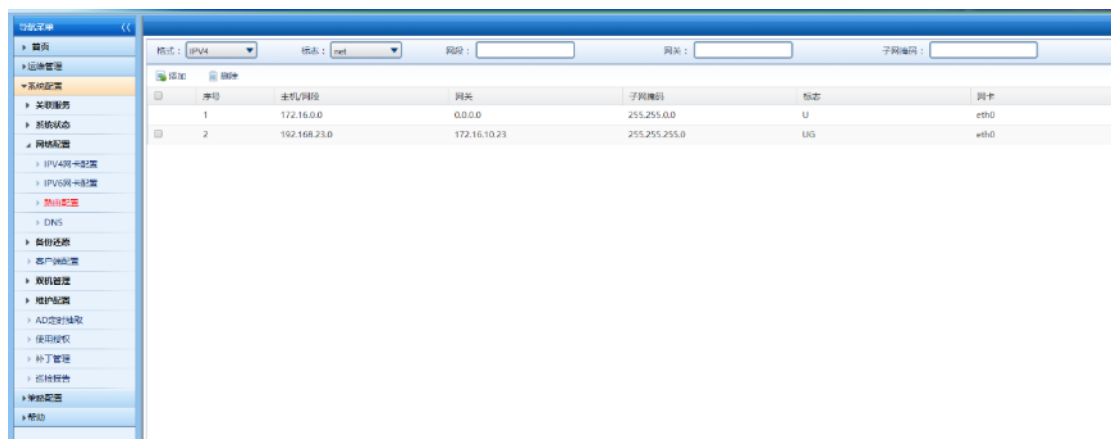 导航菜单
首页
运维管理
系统配置
关联服务
系统状态
网络配置
IPV4网卡配置
IPV6网卡配置
路由配置
DNS
备份还原
客户端配置
双机管理
维护配置
AD定时抽取
使用授权
补丁管理
巡检报告
策略配置
帮助
格式： IPV4 标志： net 网段： 网关： 子网掩码：
添加 删除
序号 主机/网段 网关 子网掩码 标志 网卡
1 172.16.0.0 0.0.0.0 255.255.0.0 U eth0
2 192.168.23.0 172.16.10.23 255.255.255.0 UG eth0